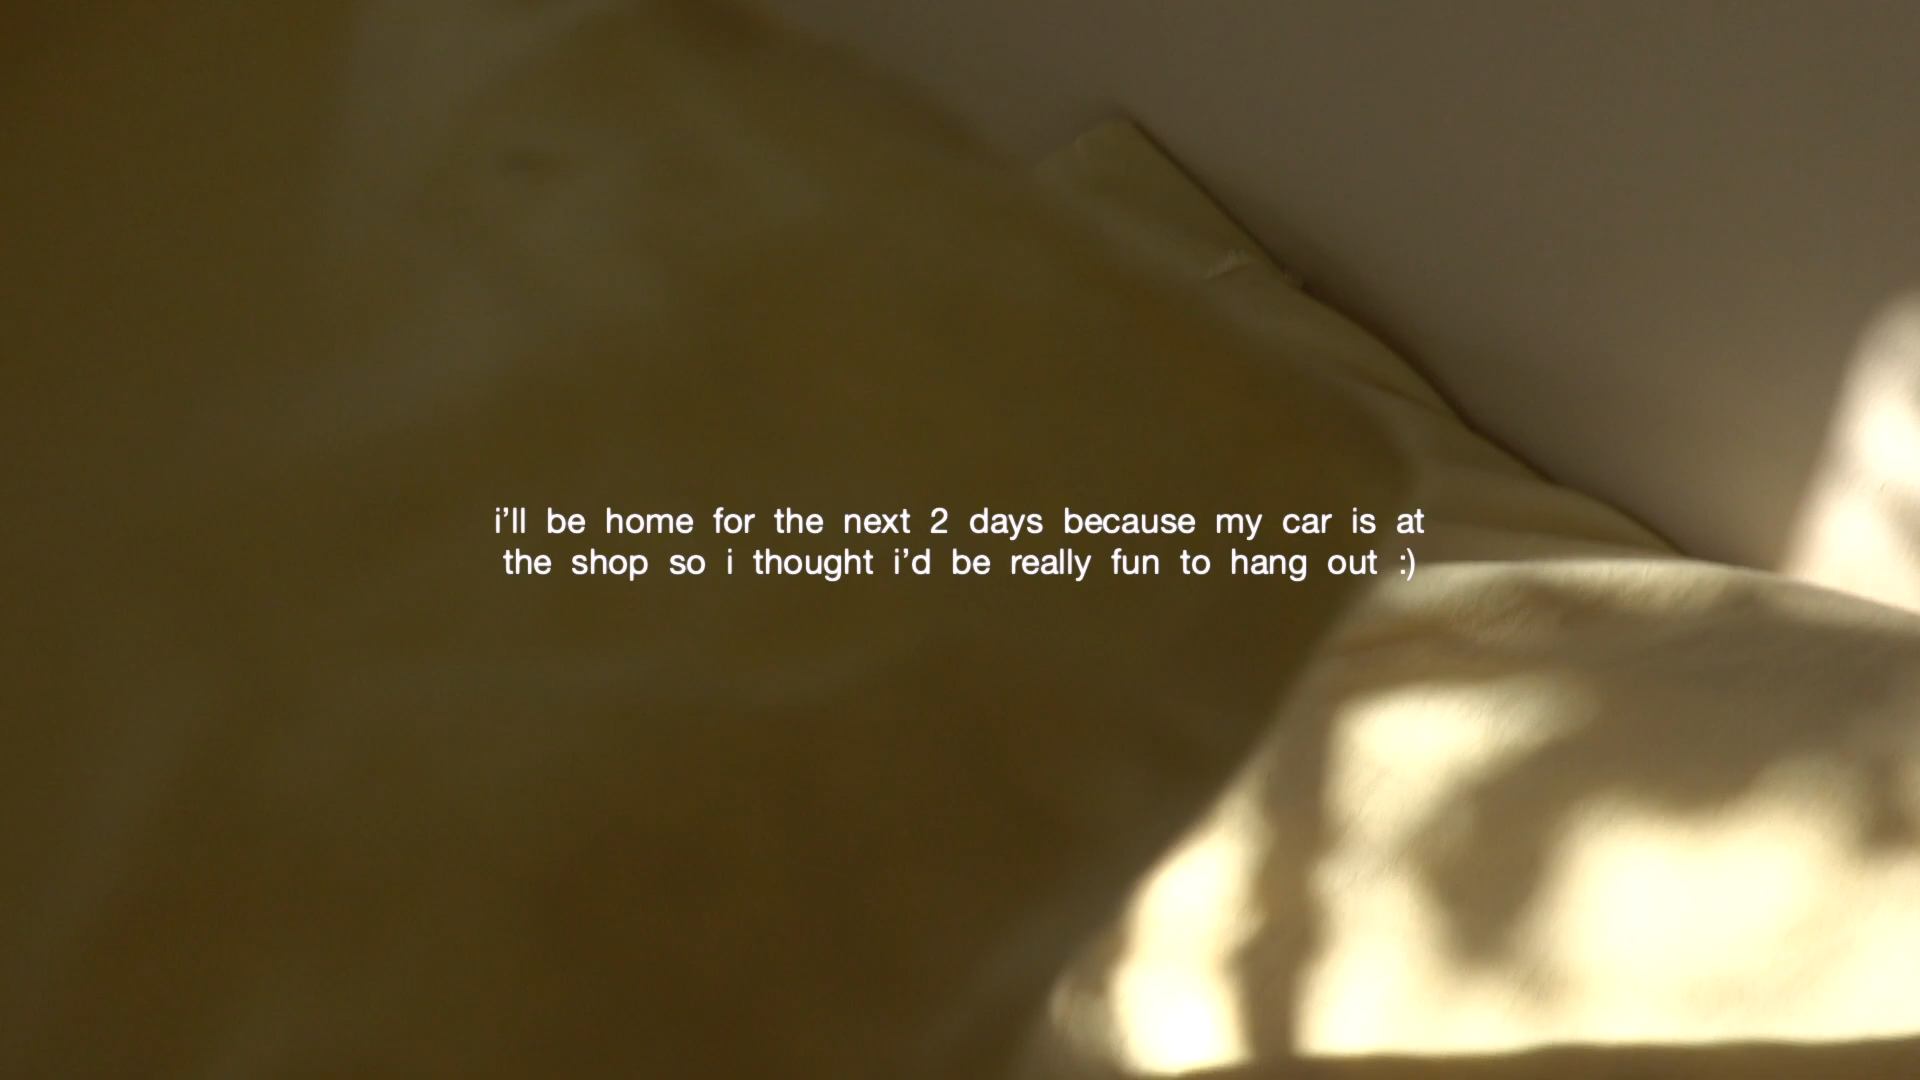 i’ll be home for the next 2 days because my car is at
the shop so i thought i’d be really fun to hang out :)